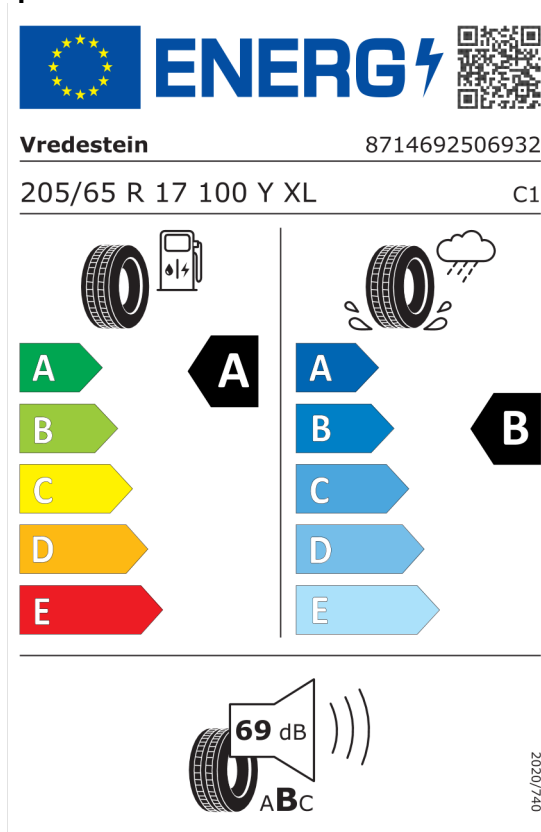 ENERG
Vredestein 8714692506932
205/65 R 17 100 Y XL C1
A A A
B B B
C C
D D
E E
69 dB
ABC
2020/740